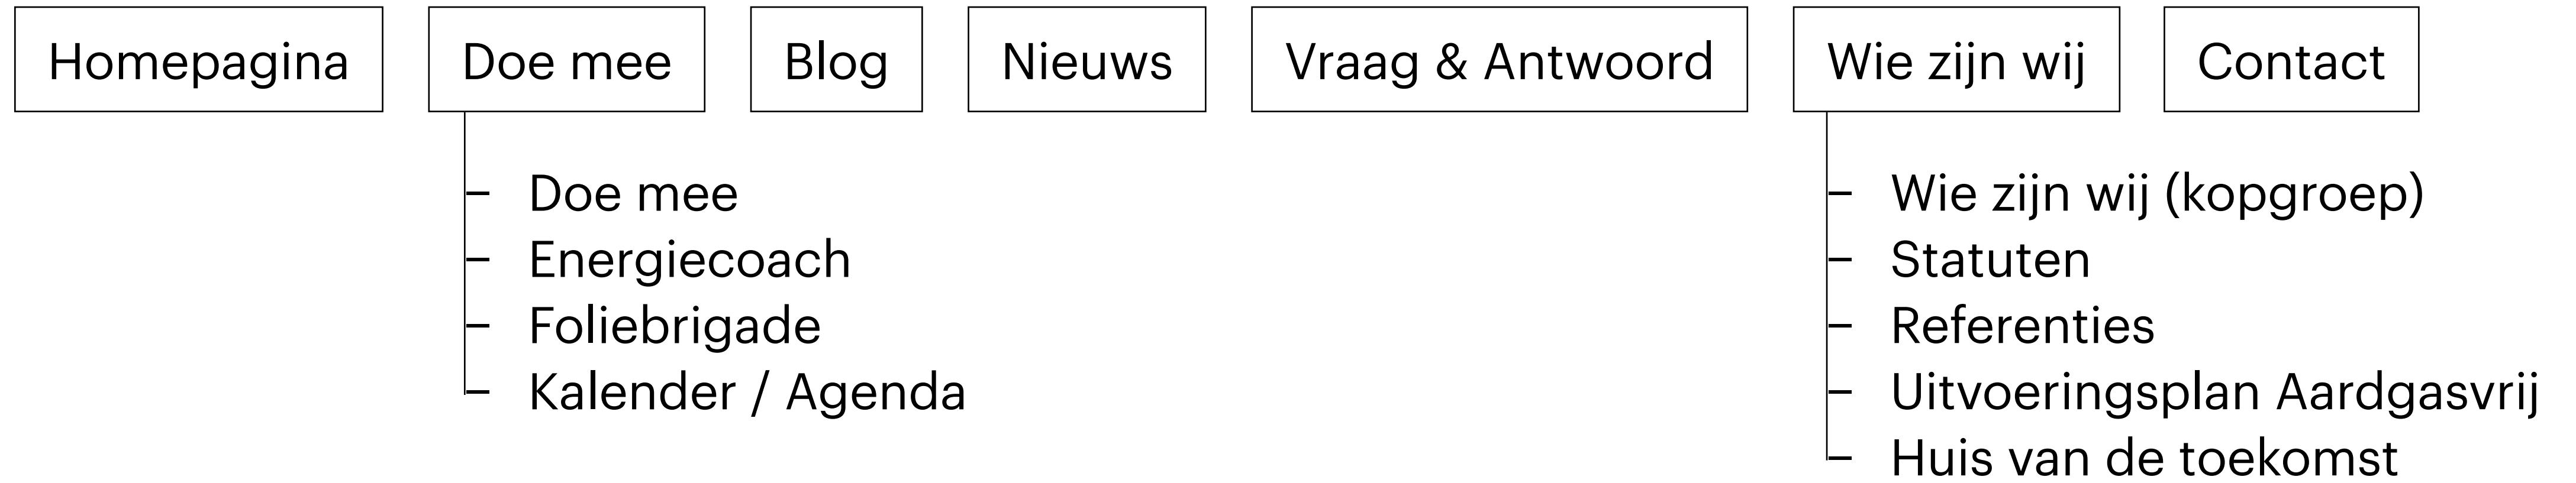 Homepagina
Doe mee
Blog
Nieuws
Vraag & Antwoord
Wie zijn wij
Contact
Doe mee
Energiecoach
Foliebrigade
Kalender / Agenda
Wie zijn wij (kopgroep)
Statuten
Referenties
Uitvoeringsplan Aardgasvrij
Huis van de toekomst